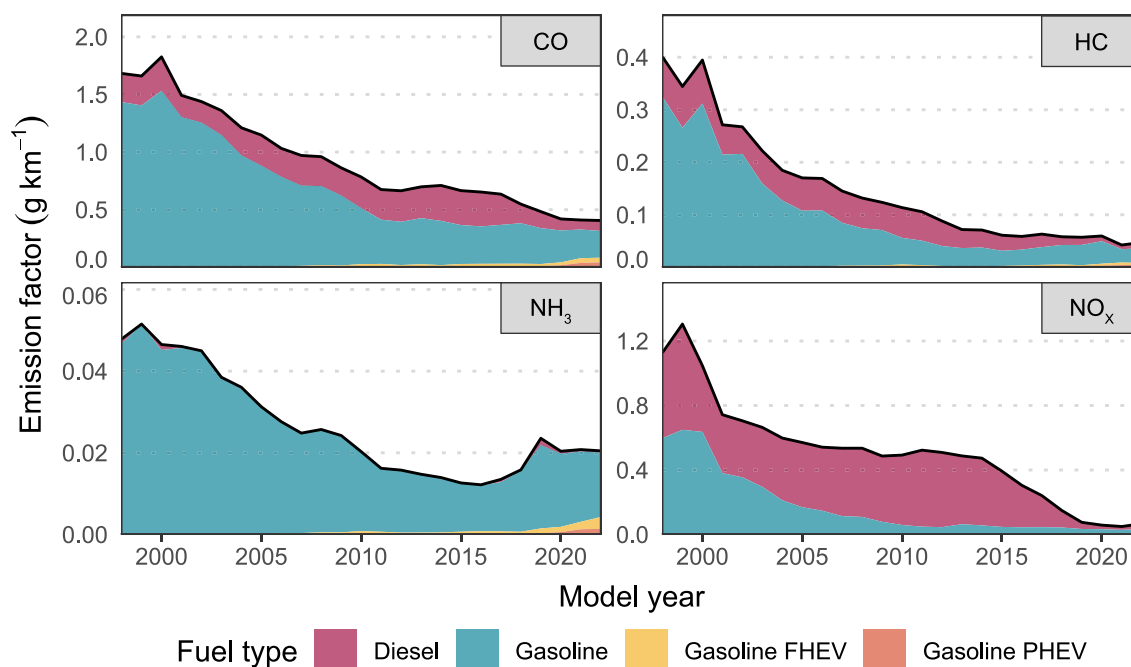 CO
HC
2.0
1.5
1.0
0.5
0.0
0.4
0.3
0.2
0.1
0.0
NH₃
NOₓ
0.06
0.04
0.02
0.00
1.2
0.8
0.4
0.0
Emission factor (g km⁻¹)
2000 2005 2010 2015 2020
2000 2005 2010 2015 2020
Model year
Fuel type Diesel Gasoline Gasoline FHEV Gasoline PHEV